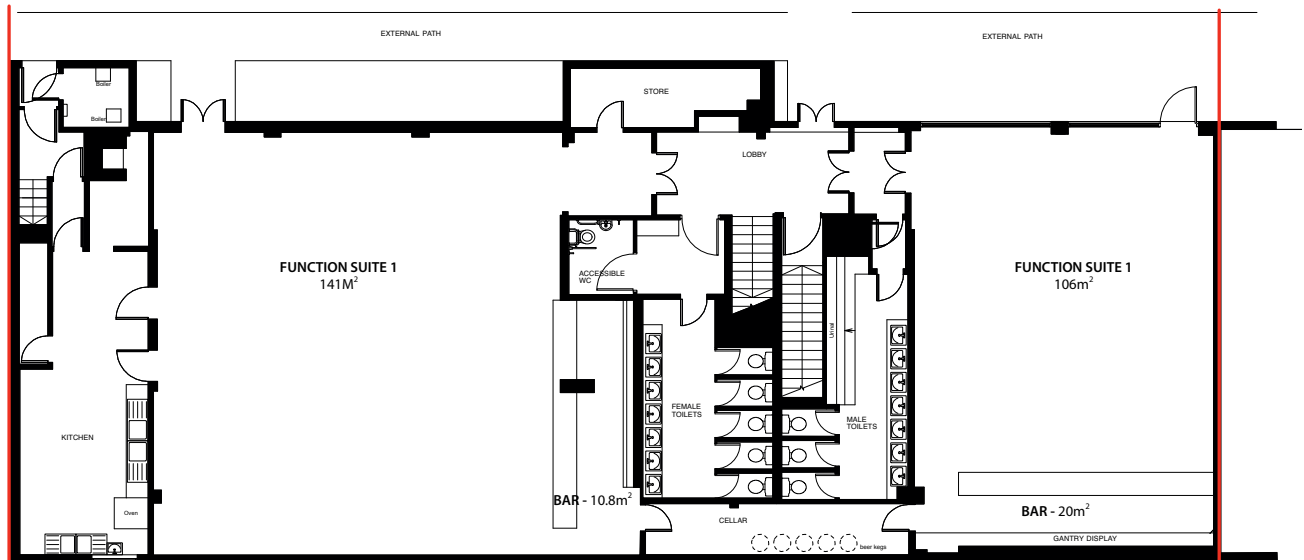 EXTERNAL PATH
EXTERNAL PATH
Boiler
Boiler
STORE
LOBBY
FUNCTION SUITE 1
141M²
ACCESSIBLE
WC
FUNCTION SUITE 1
106m²
Urinal
FEMALE
TOILETS
MALE
TOILETS
KITCHEN
Oven
BAR - 10.8m²
CELLAR
beer kegs
BAR - 20m²
GANTRY DISPLAY